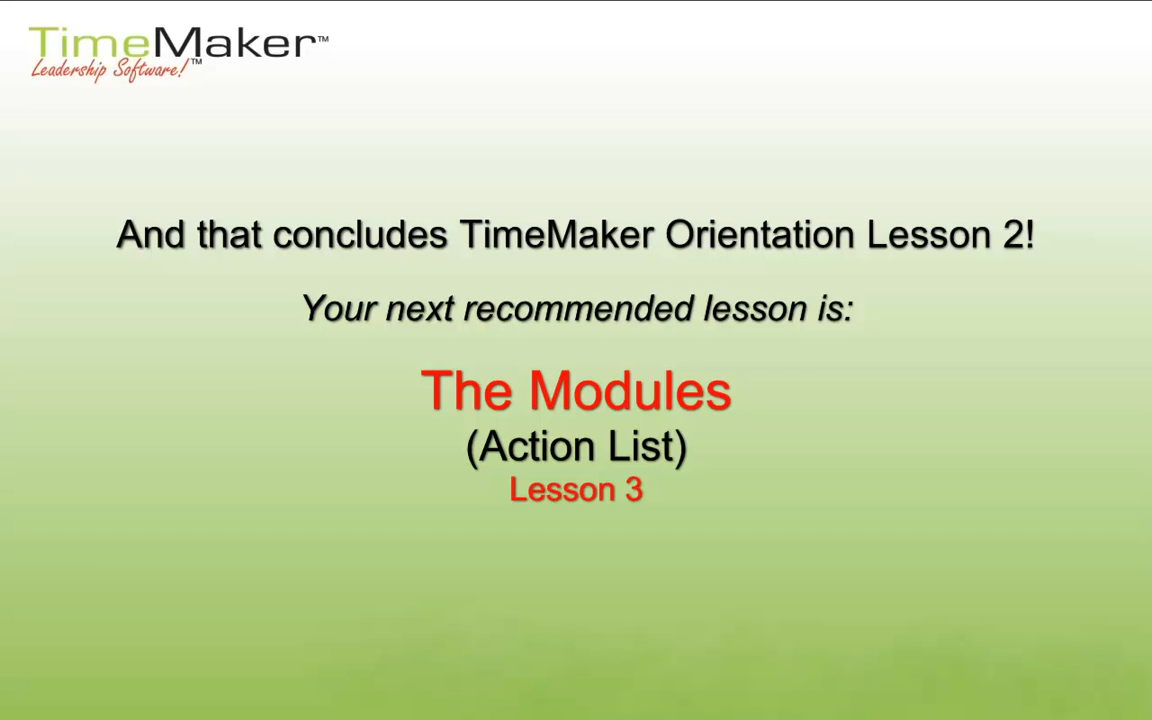 TimeMaker™
Leadership Software!™
And that concludes TimeMaker Orientation Lesson 2!
Your next recommended lesson is:
The Modules
(Action List)
Lesson 3